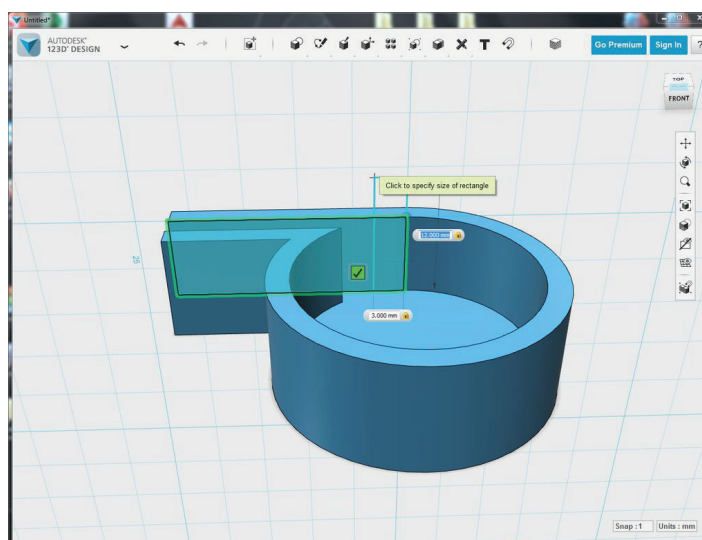 Untitled*
AUTODESK®
123D® DESIGN
T
Go Premium
Sign In
?
TOP
FRONT
Click to specify size of rectangle
12.000 mm
25
3.000 mm
Snap : 1
Units : mm